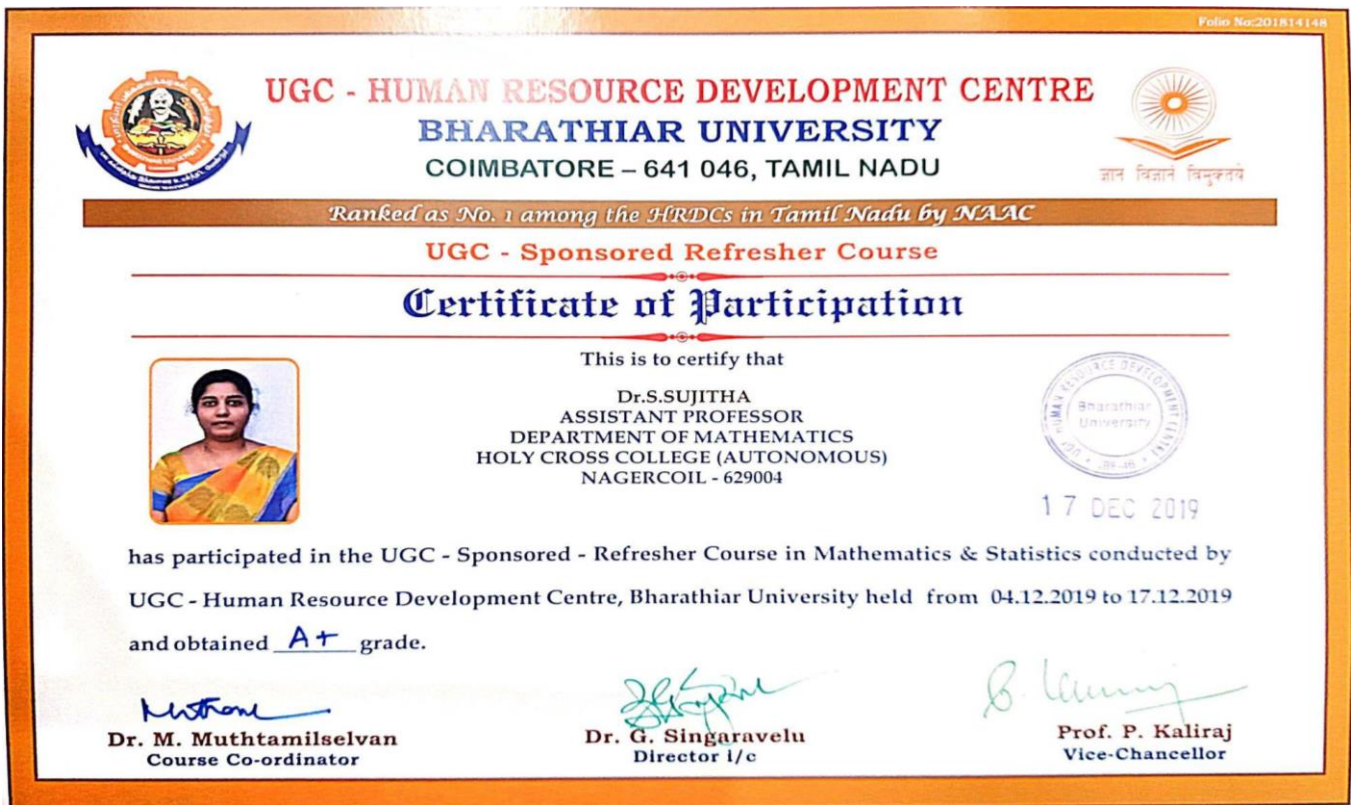 Folio No:201814148
UGC - HUMAN RESOURCE DEVELOPMENT CENTRE
BHARATHIAR UNIVERSITY
COIMBATORE – 641 046, TAMIL NADU
ज्ञान विज्ञानं विमुक्तये
Ranked as No. 1 among the HRDCs in Tamil Nadu by NAAC
UGC - Sponsored Refresher Course
Certificate of Participation
This is to certify that
Dr.S.SUJITHA
ASSISTANT PROFESSOR
DEPARTMENT OF MATHEMATICS
HOLY CROSS COLLEGE (AUTONOMOUS)
NAGERCOIL - 629004
UGC HUMAN RESOURCE DEVELOPMENT CENTRE
Bharathiar
University
17 DEC 2019
has participated in the UGC - Sponsored - Refresher Course in Mathematics & Statistics conducted by
UGC - Human Resource Development Centre, Bharathiar University held from 04.12.2019 to 17.12.2019
and obtained A+ grade.
Dr. M. Muthtamilselvan
Course Co-ordinator
Dr. G. Singaravelu
Director i/c
Prof. P. Kaliraj
Vice-Chancellor